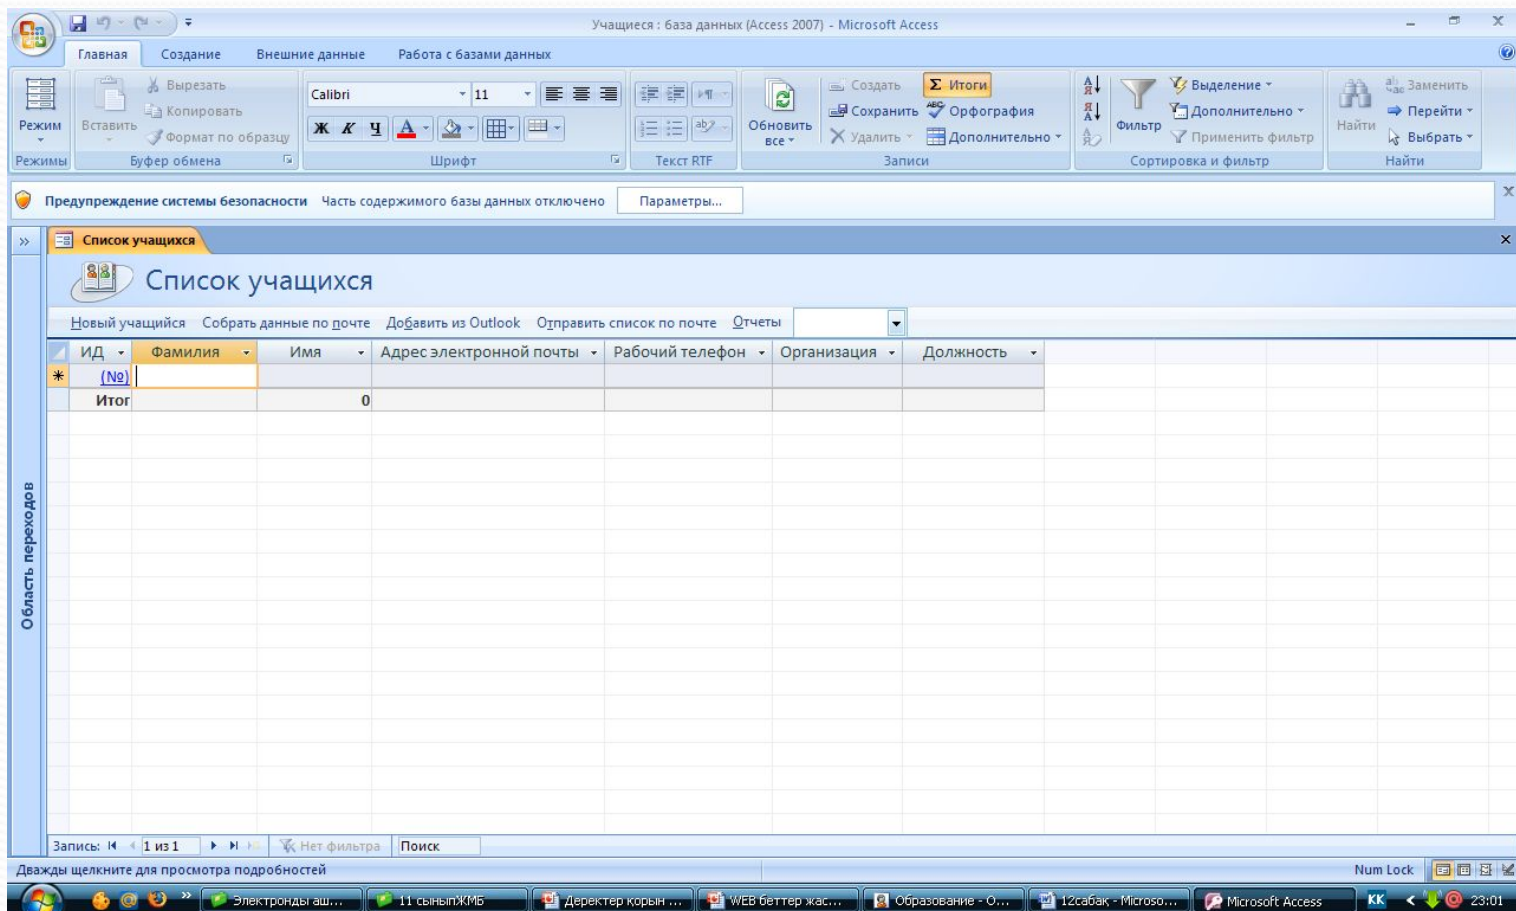 Учащиеся : база данных (Access 2007) - Microsoft Access
Главная Создание Внешние данные Работа с базами данных
Вырезать
Копировать
Формат по образцу
Режим Вставить
Calibri 11
Ж К Ч
Обновить все
Создать Итоги
Сохранить Орфография
Удалить Дополнительно
Фильтр
Выделение
Дополнительно
Применить фильтр
Найти
Заменить
Перейти
Выбрать
Режимы Буфер обмена Шрифт Текст RTF Записи Сортировка и фильтр Найти
Предупреждение системы безопасности Часть содержимого базы данных отключено Параметры...
Список учащихся
Список учащихся
Новый учащийся Собрать данные по почте Добавить из Outlook Отправить список по почте Отчеты
ИД Фамилия Имя Адрес электронной почты Рабочий телефон Организация Должность
(№)
Итог 0
Область переходов
Запись: 1 из 1 Нет фильтра Поиск
Дважды щелкните для просмотра подробностей Num Lock
Электронды аш... 11 сыныпЖМБ Деректер қорын ... WEB беттер жас... Образование - О... 12сабақ - Microso... Microsoft Access KK 23:01